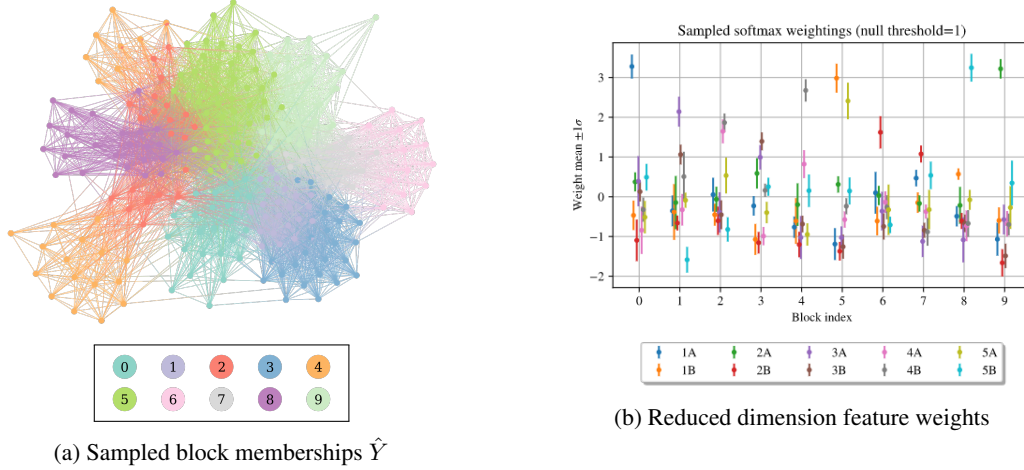 0 1 2 3 4
5 6 7 8 9
(a) Sampled block memberships Ŷ
Sampled softmax weightings (null threshold=1)
Weight mean ±1σ
3
2
1
0
−1
−2
0 1 2 3 4 5 6 7 8 9
Block index
1A 2A 3A 4A 5A
1B 2B 3B 4B 5B
(b) Reduced dimension feature weights